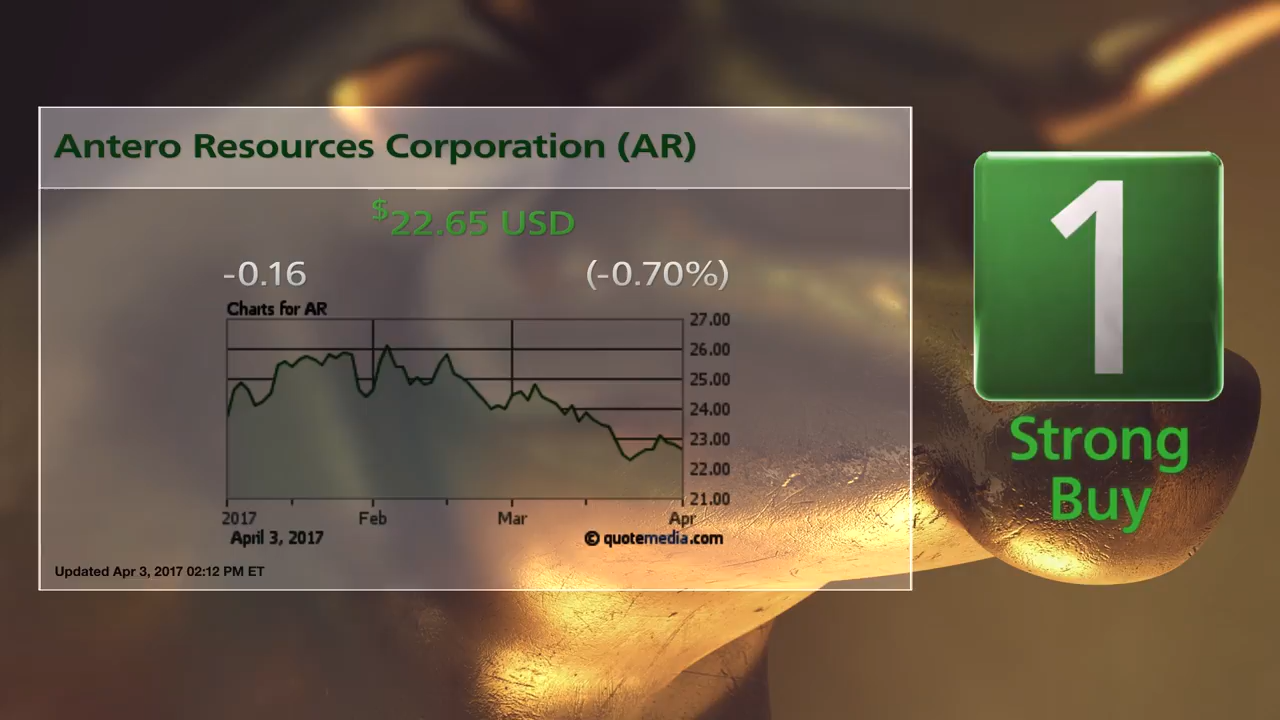 Antero Resources Corporation (AR)
$22.65 USD
-0.16 (-0.70%)
Charts for AR
27.00
26.00
25.00
24.00
23.00
22.00
21.00
2017 Feb Mar Apr
April 3, 2017 © quotemedia.com
Updated Apr 3, 2017 02:12 PM ET
1
Strong
Buy